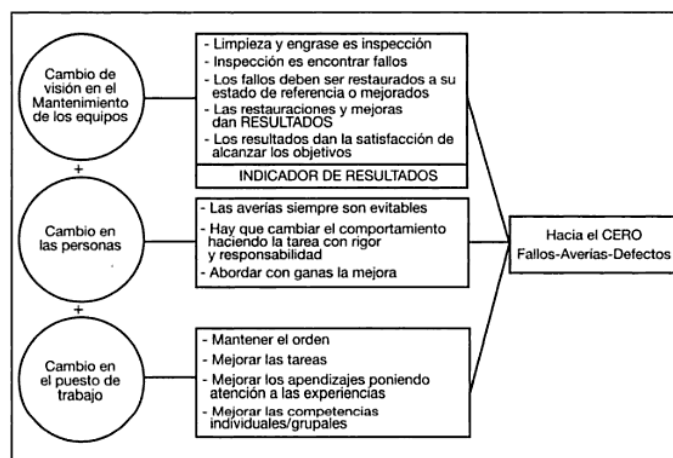 Cambio de
visión en el
Mantenimiento
de los equipos
- Limpieza y engrase es inspección
- Inspección es encontrar fallos
- Los fallos deben ser restaurados a su
estado de referencia o mejorados
- Las restauraciones y mejoras
dan RESULTADOS
- Los resultados dan la satisfacción de
alcanzar los objetivos
INDICADOR DE RESULTADOS
+
Cambio en
las personas
- Las averías siempre son evitables
- Hay que cambiar el comportamiento
haciendo la tarea con rigor
y responsabilidad
- Abordar con ganas la mejora
+
Cambio en
el puesto de
trabajo
- Mantener el orden
- Mejorar las tareas
- Mejorar los apendizajes poniendo
atención a las experiencias
- Mejorar las competencias
individuales/grupales
Hacia el CERO
Fallos-Averías-Defectos